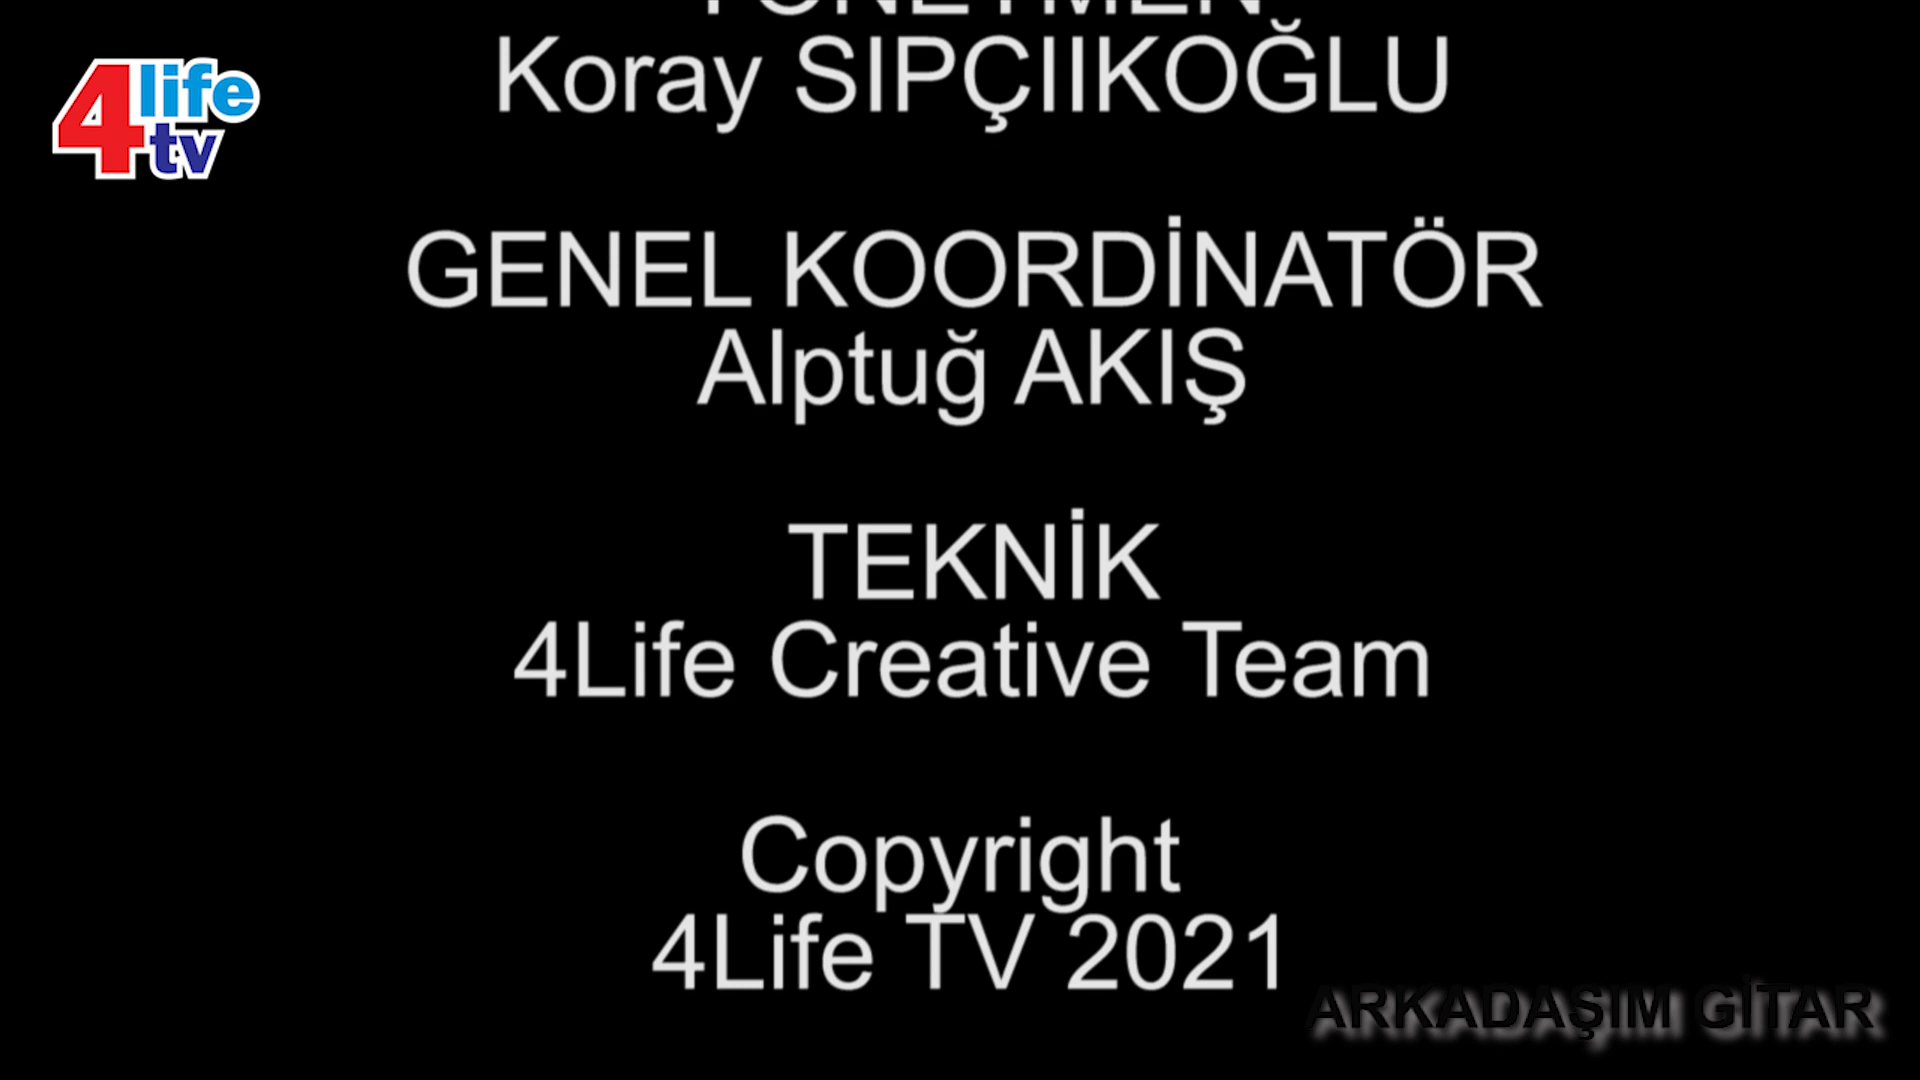 YÖNETMEN
Koray SIPÇIIKOĞLU
4life
tv
GENEL KOORDİNATÖR
Alptuğ AKIŞ
TEKNİK
4Life Creative Team
Copyright
4Life TV 2021
ARKADAŞIM GİTAR